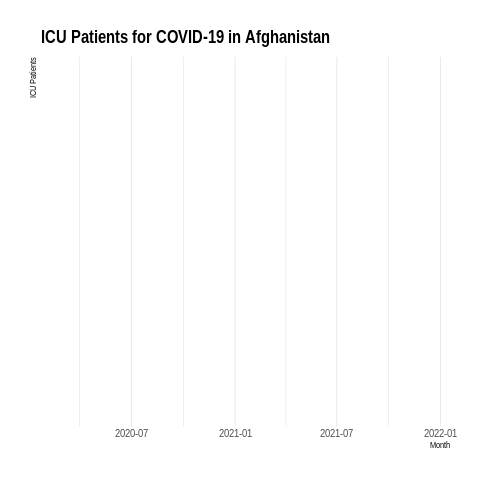 ICU Patients for COVID-19 in Afghanistan
ICU Patients
2020-07 2021-01 2021-07 2022-01
Month